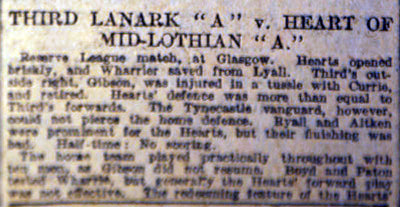 THIRD LANARK "A" v. HEART OF
MID-LOTHIAN "A."
Reserve League match, at Glasgow. Hearts opened
briskly, and Wharrier saved from Lyall. Third's out-
side right, Gibson, was injured in a tussle with Currie,
and retired. Hearts' defence was more than equal to
Third's forwards. The Tynecastle vanguard, however,
could not pierce the home defence. Ryall and Aitken
were prominent for the Hearts, but their finishing was
bad. Half-time: No scoring.
The home team played practically throughout with
ten men, as Gibson did not resume. Boyd and Paton
tested Wharrie, but generally the Hearts' forward play
was not effective. The redeeming feature of the Hearts'